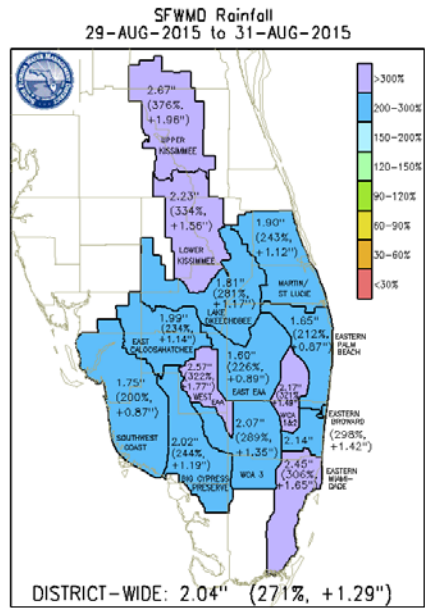 SFWMD Rainfall
29-AUG-2015 to 31-AUG-2015
>300%
200-300%
150-200%
120-150%
90-120%
60-90%
30-60%
<30%
2.67"
(376%,
+1.96")
UPPER
KISSIMMEE
2.23"
(334%,
+1.56")
LOWER
KISSIMMEE
1.90"
(243%,
+1.12")
MARTIN/
ST LUCIE
1.81"
(281%,
+1.17")
LAKE
OKEECHOBEE
1.99"
(234%,
+1.14")
EAST
CALOOSAHATCHEE
1.65"
(212%,
+0.87")
EASTERN
PALM
BEACH
1.60"
(226%,
+0.89")
EAST EAA
2.57"
(322%,
+1.77")
WEST EAA
2.17"
(321%,
+1.49")
WCA
1&2
1.75"
(200%,
+0.87")
SOUTHWEST
COAST
2.02"
(244%,
+1.19")
BIG CYPRESS
PRESERVE
2.07"
(289%,
+1.35")
WCA 3
2.14"
EASTERN
BROWARD
(298%,
+1.42")
2.45"
(306%,
+1.65")
EASTERN
MIAMI-
DADE
DISTRICT-WIDE: 2.04" (271%, +1.29")